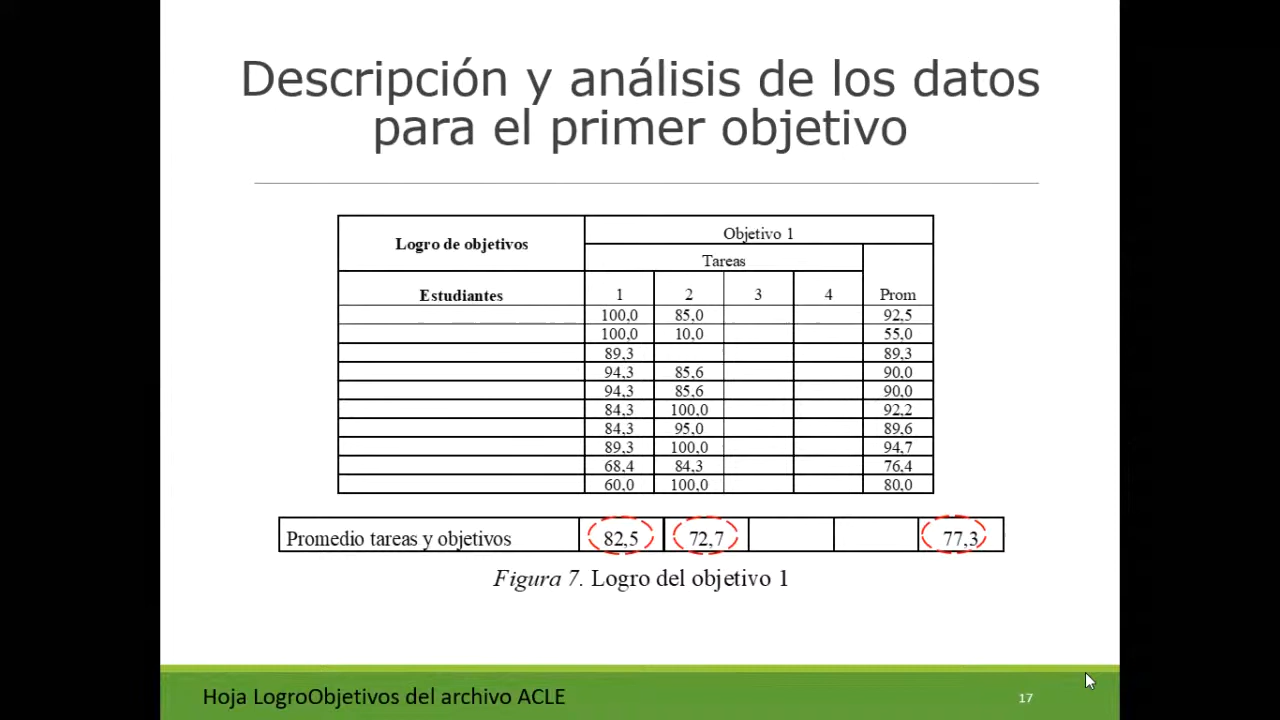 Descripción y análisis de los datos
para el primer objetivo
Logro de objetivos
Objetivo 1
Tareas
Estudiantes 1 2 3 4 Prom
100,0 85,0 92,5
100,0 10,0 55,0
89,3 89,3
94,3 85,6 90,0
94,3 85,6 90,0
84,3 100,0 92,2
84,3 95,0 89,6
89,3 100,0 94,7
68,4 84,3 76,4
60,0 100,0 80,0
Promedio tareas y objetivos 82,5 72,7 77,3
Figura 7. Logro del objetivo 1
Hoja LogroObjetivos del archivo ACLE 17